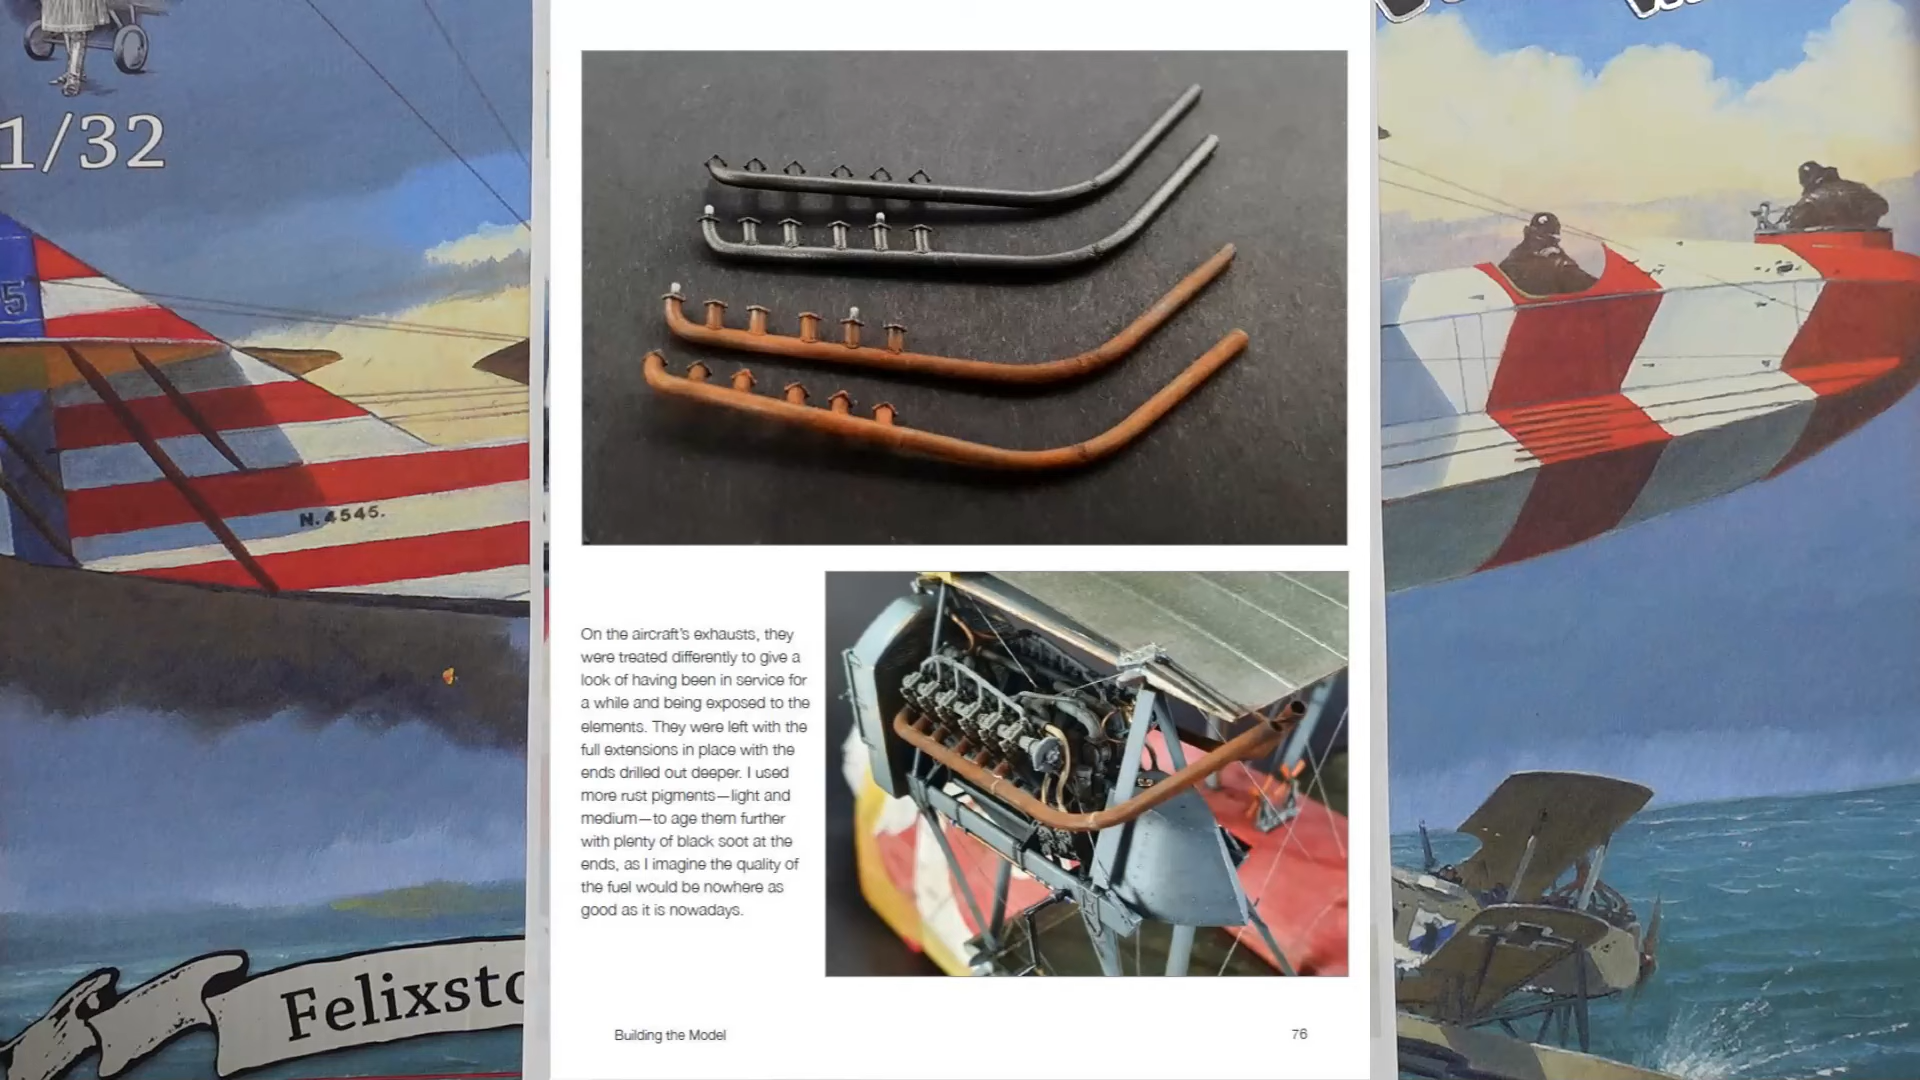 1/32
5
N.4545.
Felixsto
On the aircraft's exhausts, they
were treated differently to give a
look of having been in service for
a while and being exposed to the
elements. They were left with the
full extensions in place with the
ends drilled out deeper. I used
more rust pigments—light and
medium—to age them further
with plenty of black soot at the
ends, as I imagine the quality of
the fuel would be nowhere as
good as it is nowadays.
Building the Model
76